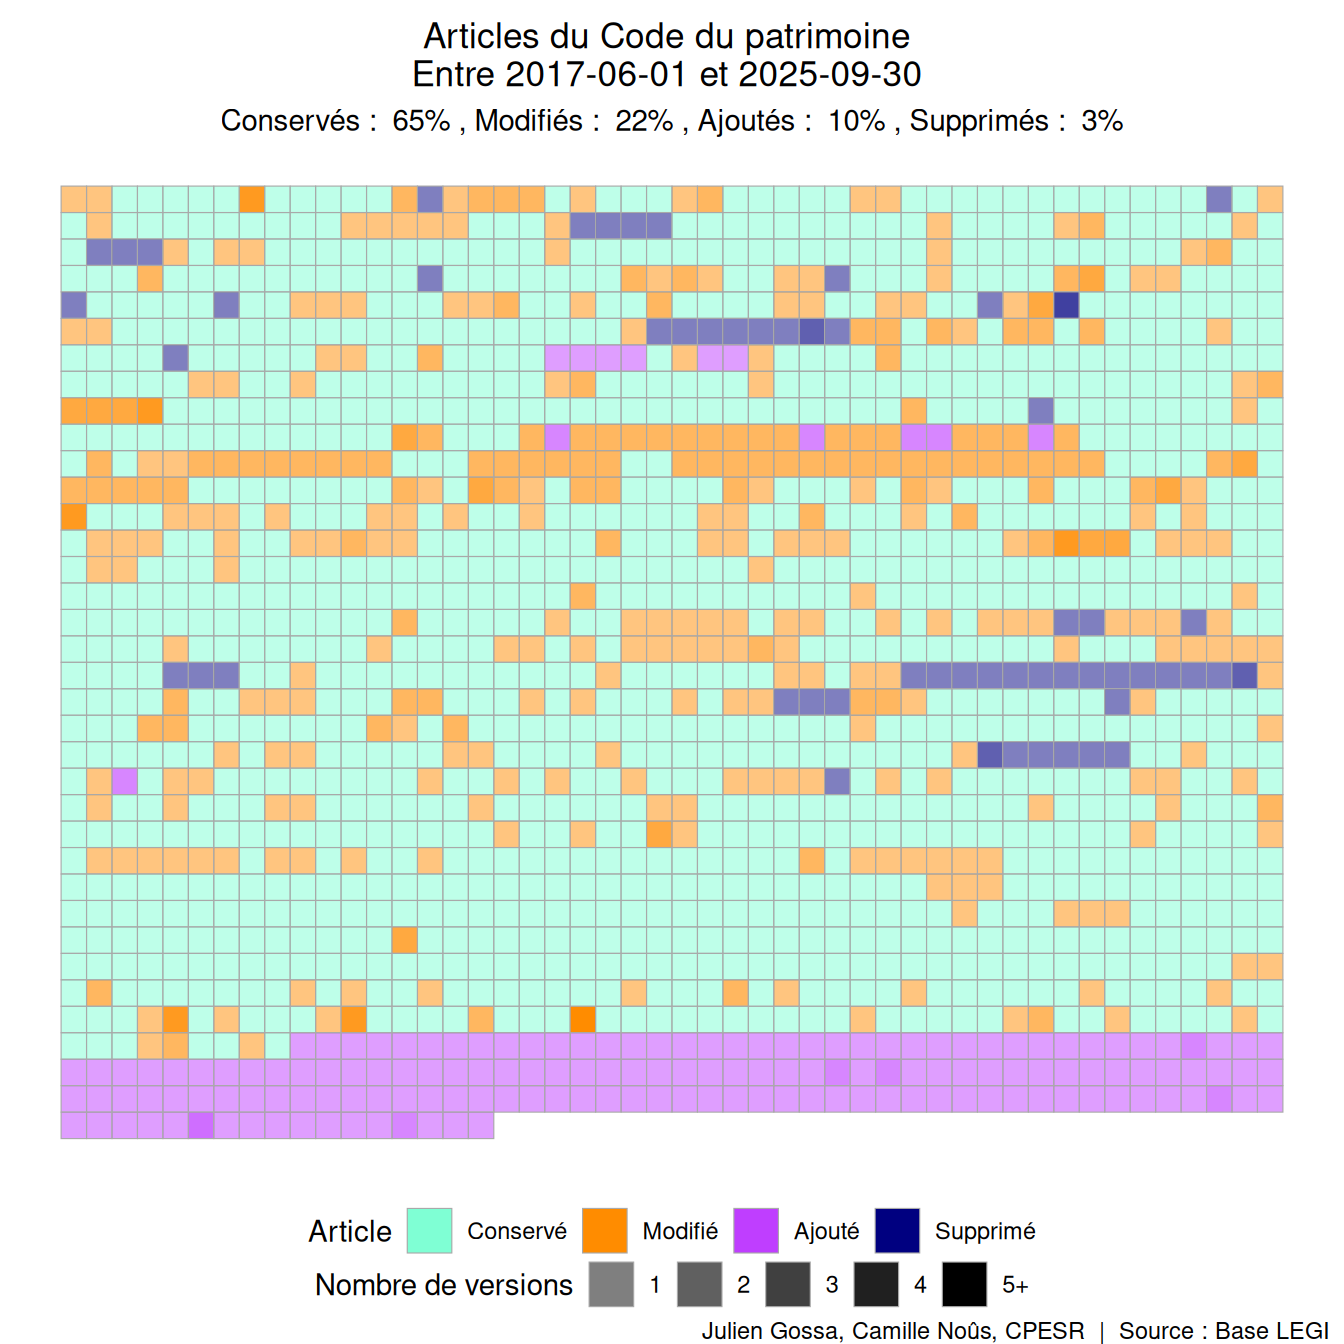 Articles du Code du patrimoine
Entre 2017-06-01 et 2025-09-30
Conservés :  65% , Modifiés :  22% , Ajoutés :  10% , Supprimés :  3%
Article Conservé Modifié Ajouté Supprimé
Nombre de versions 1 2 3 4 5+
Julien Gossa, Camille Noûs, CPESR  |  Source : Base LEGI